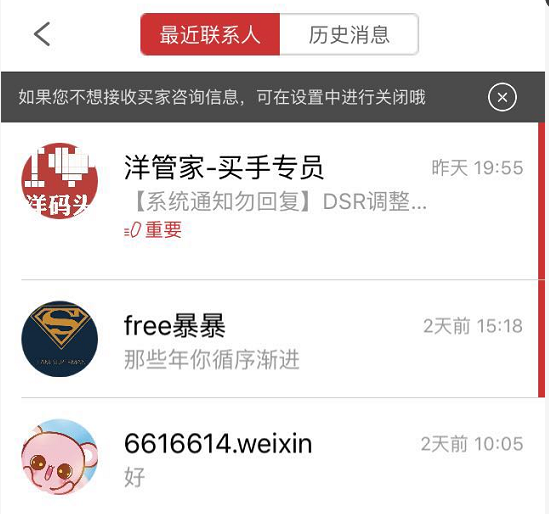 最近联系人
历史消息
如果您不想接收买家咨询信息，可在设置中进行关闭哦
洋码头
洋管家-买手专员
昨天 19:55
【系统通知勿回复】DSR调整...
重要
free暴暴
2天前 15:18
那些年你循序渐进
6616614.weixin
2天前 10:05
好